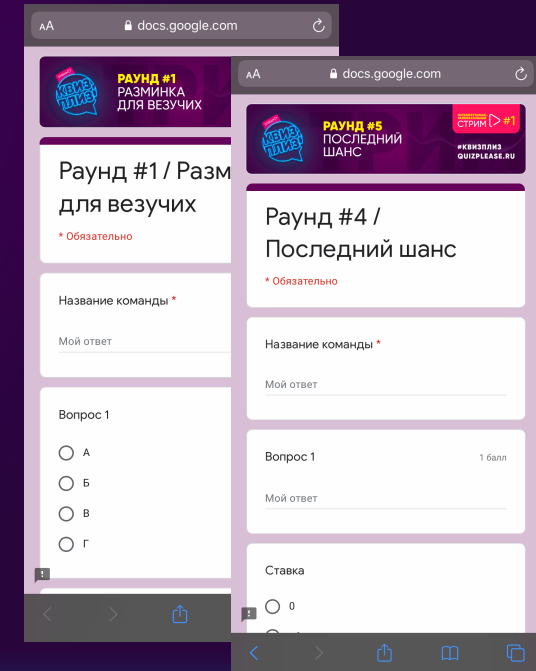 AA docs.google.com
КВИЗ
ПЛИЗ
РАУНД #1
РАЗМИНКА
ДЛЯ ВЕЗУЧИХ
Раунд #1 / Разм
для везучих
* Обязательно
Название команды *
Мой ответ
Вопрос 1
А
Б
В
Г
AA docs.google.com
КВИЗ
ПЛИЗ
РАУНД #5
ПОСЛЕДНИЙ
ШАНС
СТРИМ #1
#КВИЗПЛИЗ
QUIZPLEASE.RU
Раунд #4 /
Последний шанс
* Обязательно
Название команды *
Мой ответ
Вопрос 1 1 балл
Мой ответ
Ставка
0